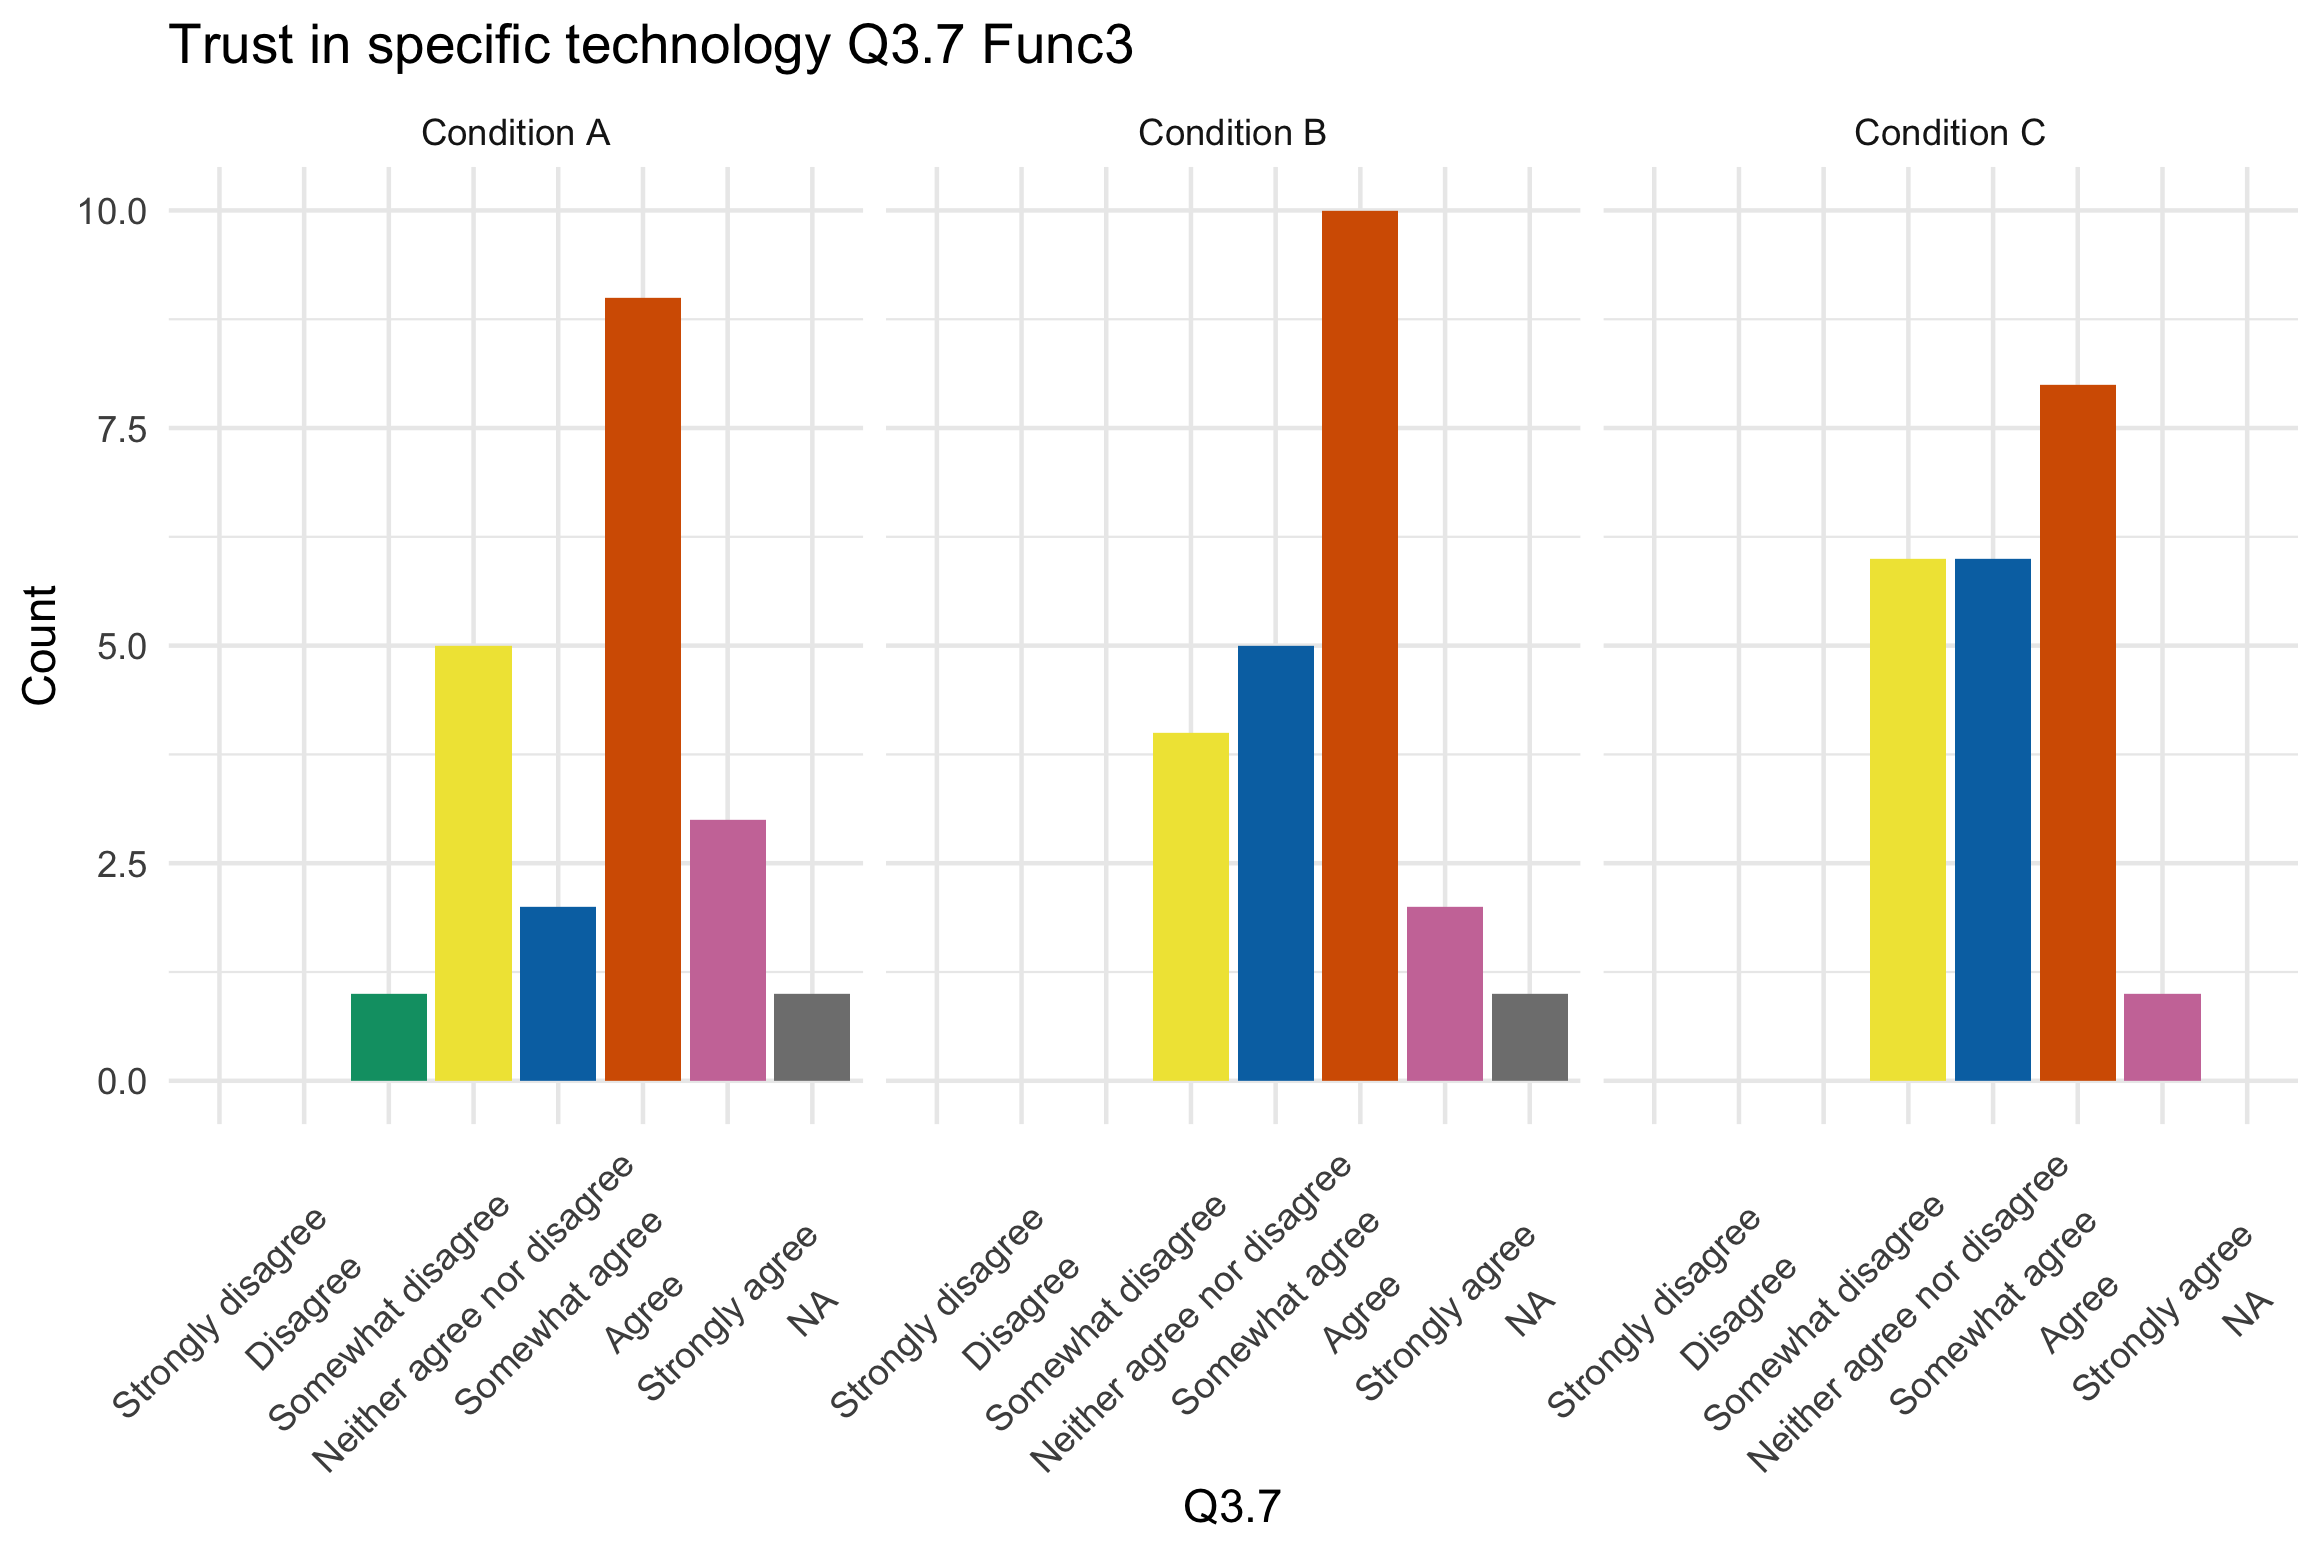 Trust in specific technology Q3.7 Func3
Condition A
Condition B
Condition C
Count
10.0
7.5
5.0
2.5
0.0
Strongly disagree
Disagree
Somewhat disagree
Neither agree nor disagree
Somewhat agree
Agree
Strongly agree
NA
Strongly disagree
Disagree
Somewhat disagree
Neither agree nor disagree
Somewhat agree
Agree
Strongly agree
NA
Strongly disagree
Disagree
Somewhat disagree
Neither agree nor disagree
Somewhat agree
Agree
Strongly agree
NA
Q3.7